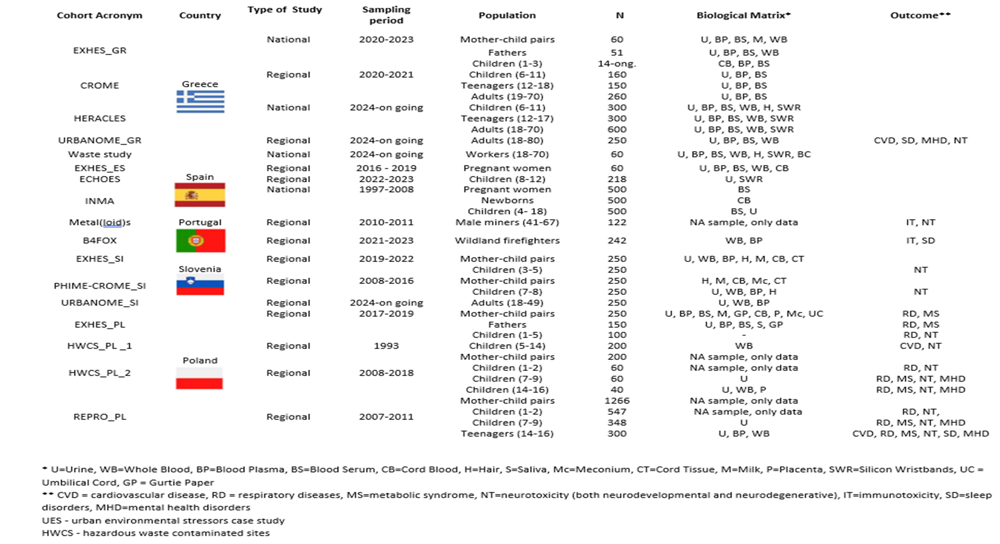 Cohort Acronym Country Type of Study Sampling period Population N Biological Matrix* Outcome**
National 2020-2023 Mother-child pairs 60 U, BP, BS, M, WB
EXHES_GR Fathers 51 U, BP, BS, WB
Children (1-3) 14-ong. CB, BP, BS
Regional 2020-2021 Children (6-11) 160 U, BP, BS
CROME Greece Teenagers (12-18) 150 U, BP, BS
Adults (19-70) 260 U, BP, BS
National 2024-on going Children (6-11) 300 U, BP, BS, WB, H, SWR
HERACLES Teenagers (12-17) 300 U, BP, BS, WB, SWR
Adults (18-70) 600 U, BP, BS, WB, SWR
URBANOME_GR Regional 2024-on going Adults (18-80) 250 U, BP, BS, WB CVD, SD, MHD, NT
Waste study National 2024-on going Workers (18-70) 60 U, BP, BS, WB, H, SWR, BC
EXHES_ES Regional 2016 - 2019 Pregnant women 60 U, BP, BS, WB, CB
ECHOES Spain Regional 2022-2023 Children (8-12) 218 U, SWR
National 1997-2008 Pregnant women 500 BS
INMA Newborns 500 CB
Children (4- 18) 500 BS, U
Metal(loid)s Portugal Regional 2010-2011 Male miners (41-67) 122 NA sample, only data IT, NT
B4FOX Regional 2021-2023 Wildland firefighters 242 WB, BP IT, SD
EXHES_SI Regional 2019-2022 Mother-child pairs 250 U, WB, BP, H, M, CB, CT
Slovenia Children (3-5) 250 NT
Regional 2008-2016 Mother-child pairs 250 H, M, CB, Mc, CT
PHIME-CROME_SI Children (7-8) 250 U, WB, BP, H NT
URBANOME_SI Regional 2024-on going Adults (18-49) 250 U, WB, BP
Regional 2017-2019 Mother-child pairs 250 U, BP, BS, M, GP, CB, P, Mc, UC RD, MS
EXHES_PL Fathers 150 U, BP, BS, S, GP RD, MS
Children (1-5) 100 - RD, NT
HWCS_PL _1 Regional 1993 Children (5-14) 200 WB CVD, NT
Poland Mother-child pairs 200 NA sample, only data
HWCS_PL_2 Regional 2008-2018 Children (1-2) 60 NA sample, only data RD, NT
Children (7-9) 60 U RD, MS, NT, MHD
Children (14-16) 40 U, WB, P RD, MS, NT, MHD
Mother-child pairs 1266 NA sample, only data
REPRO_PL Regional 2007-2011 Children (1-2) 547 NA sample, only data RD, NT,
Children (7-9) 348 U RD, MS, NT, MHD
Teenagers (14-16) 300 U, BP, WB CVD, RD, MS, NT, SD, MHD
* U=Urine, WB=Whole Blood, BP=Blood Plasma, BS=Blood Serum, CB=Cord Blood, H=Hair, S=Saliva, Mc=Meconium, CT=Cord Tissue, M=Milk, P=Placenta, SWR=Silicon Wristbands, UC =
Umbilical Cord, GP = Gurtie Paper
** CVD = cardiovascular disease, RD = respiratory diseases, MS=metabolic syndrome, NT=neurotoxicity (both neurodevelopmental and neurodegenerative), IT=immunotoxicity, SD=sleep
disorders, MHD=mental health disorders
UES - urban environmental stressors case study
HWCS - hazardous waste contaminated sites